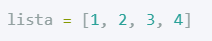 lista = [1, 2, 3, 4]